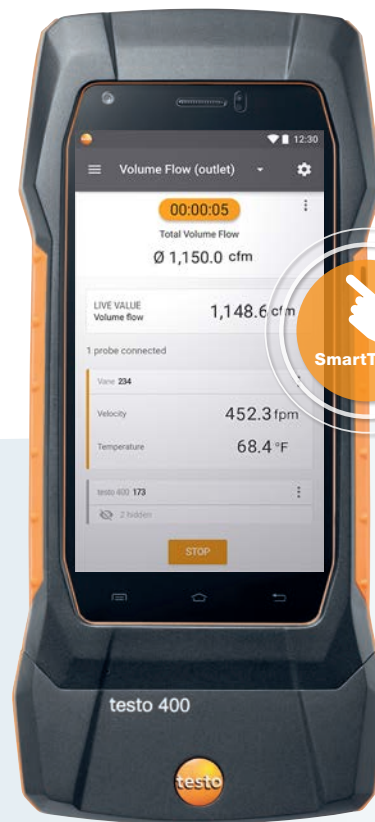 12:30
Volume Flow (outlet)
00:00:05
Total Volume Flow
Ø 1,150.0 cfm
LIVE VALUE
Volume flow
1,148.6 cfm
1 probe connected
Vane 234
Velocity
452.3 fpm
Temperature
68.4 °F
testo 400 173
2 hidden
STOP
SmartT
testo 400
testo